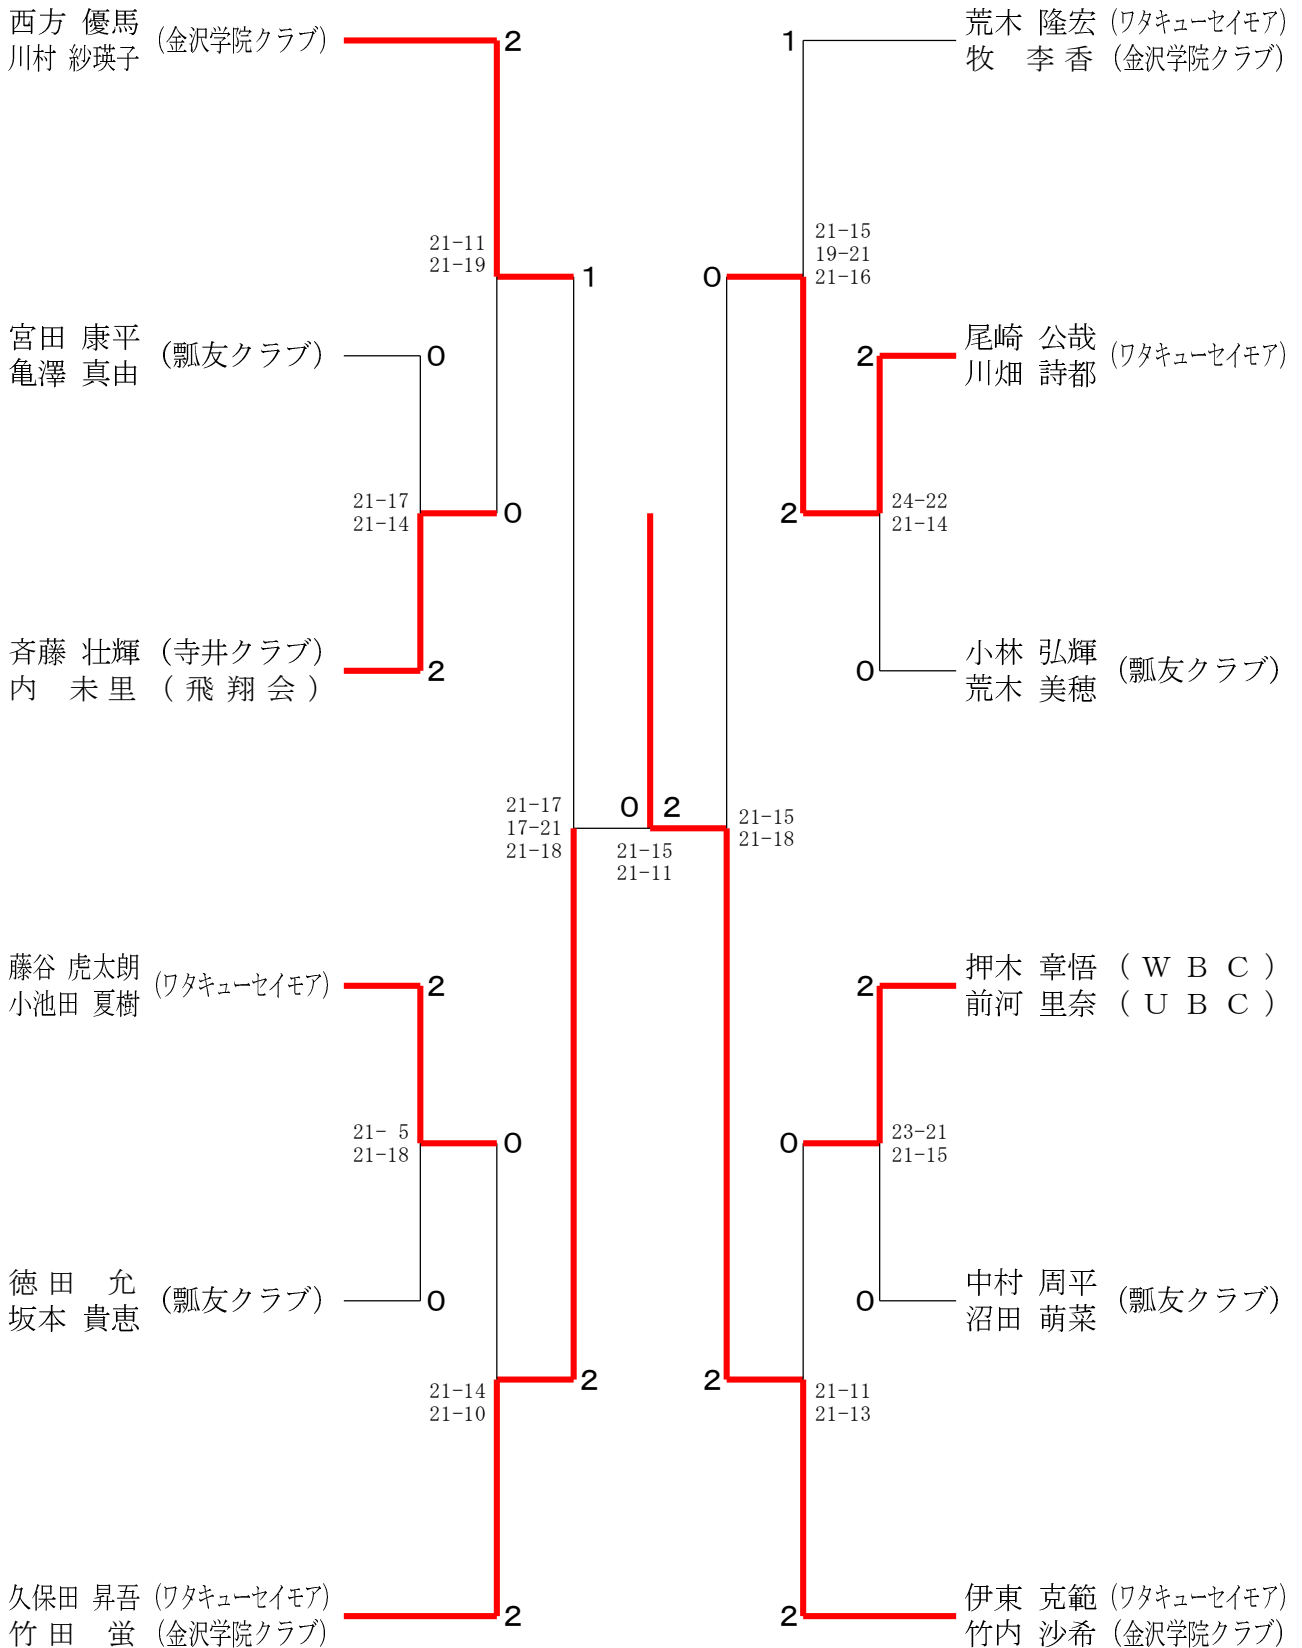 西方 優馬 (金沢学院クラブ)
川村 紗瑛子
2
21-11
21-19
1
宮田 康平 (瓢友クラブ)
亀澤 真由
0
21-17
21-14
0
斉藤 壮輝 (寺井クラブ)
内 未里 (飛翔会)
2
21-17
17-21
21-18
藤谷 虎太朗 (ワタキューセイモア)
小池田 夏樹
2
21- 5
21-18
0
徳田 允 (瓢友クラブ)
坂本 貴恵
0
21-14
21-10
2
久保田 昇吾 (ワタキューセイモア)
竹田 蛍 (金沢学院クラブ)
2
0 2
21-15
21-11
1
荒木 隆宏 (ワタキューセイモア)
牧 李香 (金沢学院クラブ)
0
21-15
19-21
21-16
2
尾崎 公哉 (ワタキューセイモア)
川畑 詩都
2
24-22
21-14
0
小林 弘輝 (瓢友クラブ)
荒木 美穂
21-15
21-18
2
押木 章悟 (WBC)
前河 里奈 (UBC)
0
23-21
21-15
0
中村 周平 (瓢友クラブ)
沼田 萌菜
2
21-11
21-13
2
伊東 克範 (ワタキューセイモア)
竹内 沙希 (金沢学院クラブ)